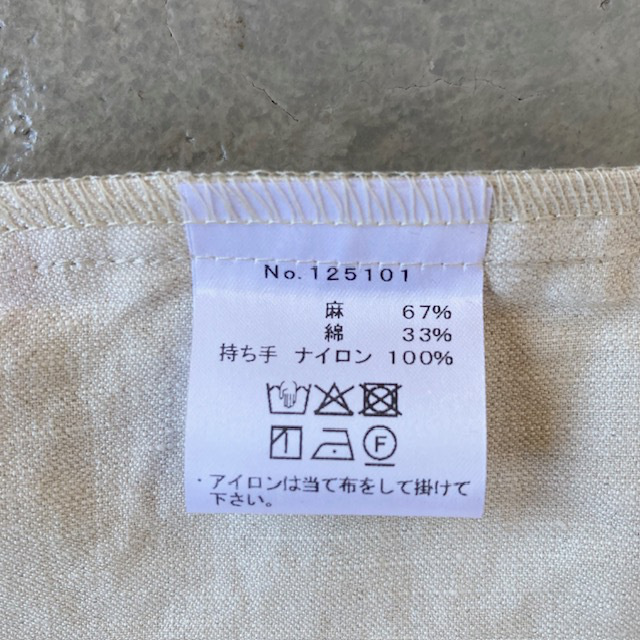 No.125101
麻 67%
綿 33%
持ち手 ナイロン 100%
F
・アイロンは当て布をして掛けて
下さい。